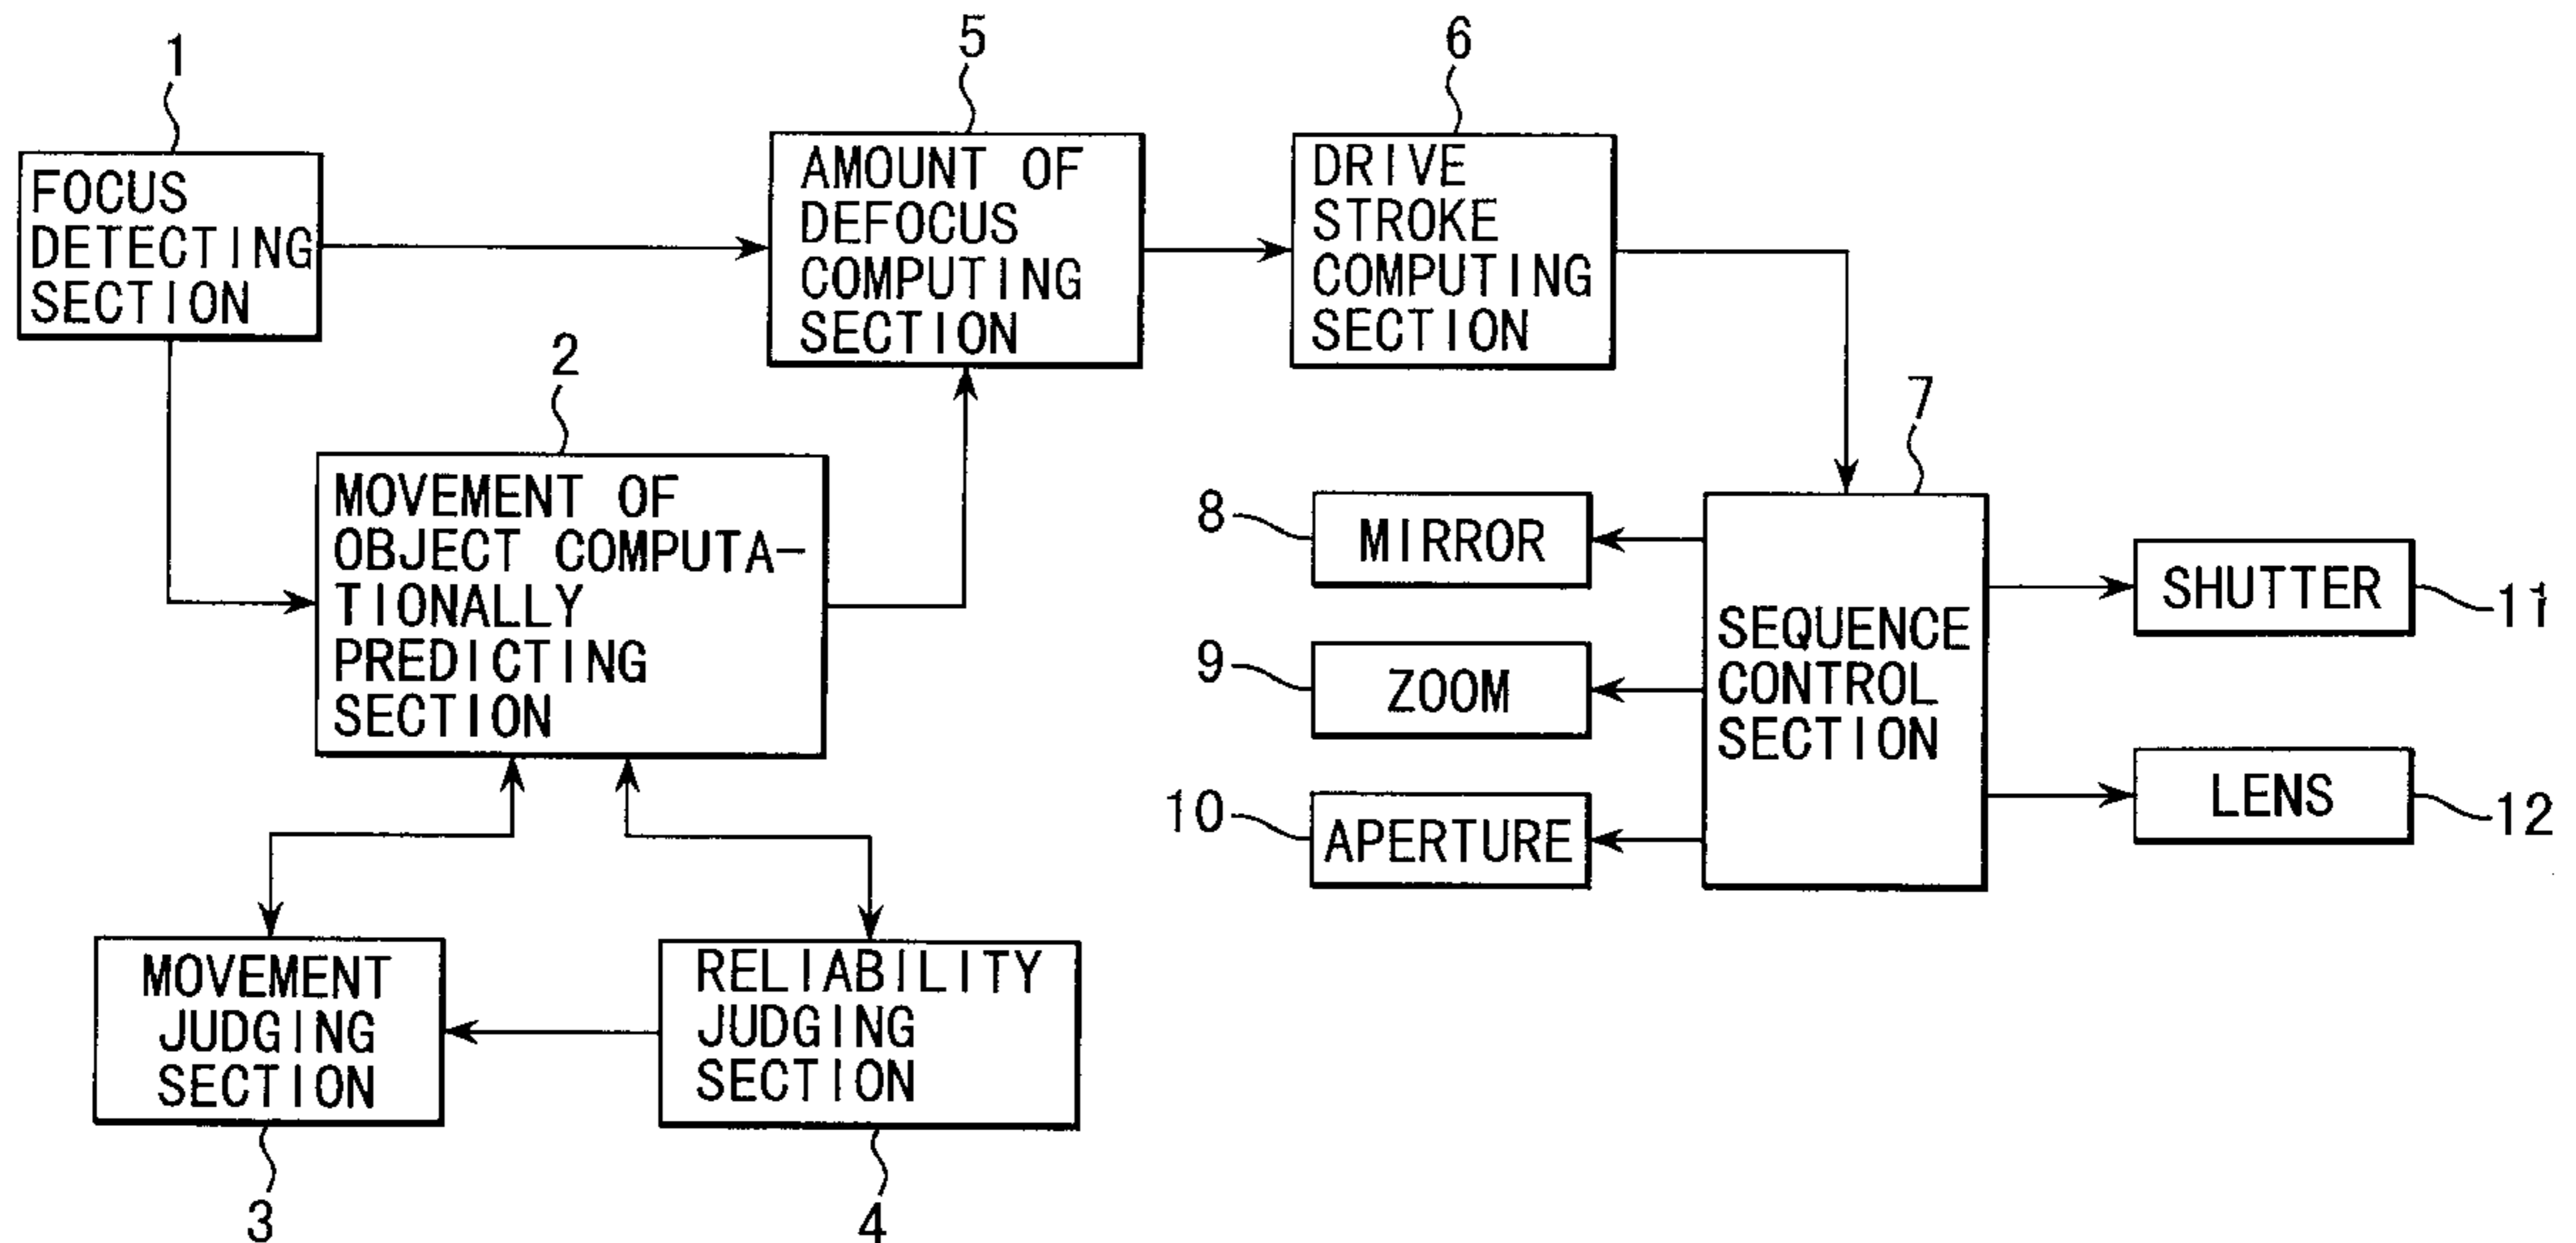 1
FOCUS
DETECTING
SECTION
5
AMOUNT OF
DEFOCUS
COMPUTING
SECTION
6
DRIVE
STROKE
COMPUTING
SECTION
2
MOVEMENT OF
OBJECT COMPUTA-
TIONALLY
PREDICTING
SECTION
7
SEQUENCE
CONTROL
SECTION
8
MIRROR
9
ZOOM
10
APERTURE
SHUTTER
11
LENS
12
MOVEMENT
JUDGING
SECTION
3
RELIABILITY
JUDGING
SECTION
4